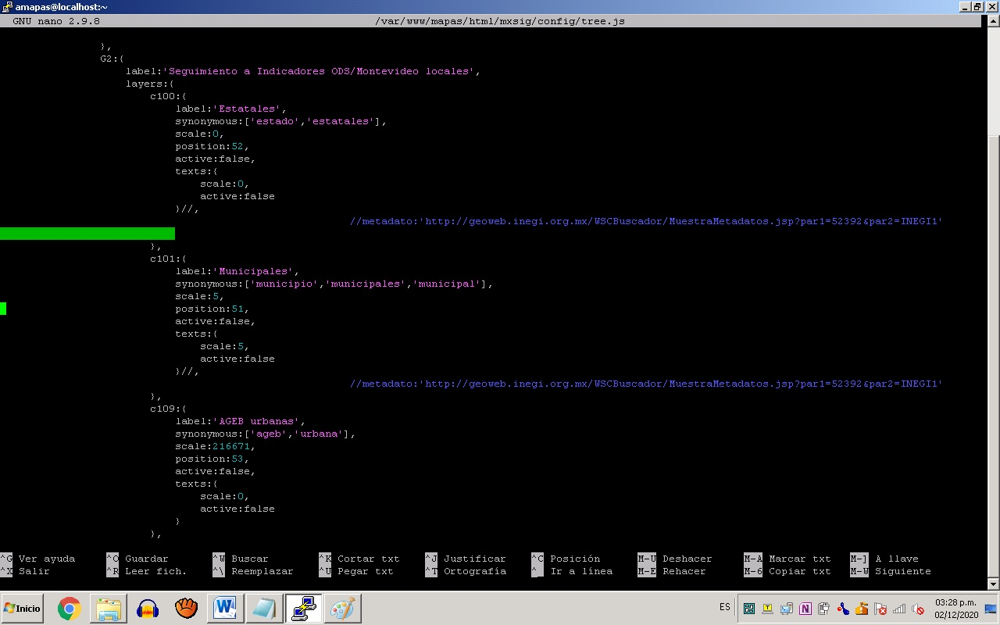 amapas@localhost:~
GNU nano 2.9.8 /var/www/mapas/html/mxsig/config/tree.js
},
G2:{
label:'Seguimiento a Indicadores ODS/Montevideo locales',
layers:{
c100:{
label:'Estatales',
synonymous:['estado','estatales'],
scale:0,
position:52,
active:false,
texts:{
scale:0,
active:false
}//,
//metadato:'http://geoweb.inegi.org.mx/WSCBuscador/MuestraMetadatos.jsp?par1=52392&par2=INEGI1'
},
c101:{
label:'Municipales',
synonymous:['municipio','municipales','municipal'],
scale:5,
position:51,
active:false,
texts:{
scale:5,
active:false
}//,
//metadato:'http://geoweb.inegi.org.mx/WSCBuscador/MuestraMetadatos.jsp?par1=52392&par2=INEGI1'
},
c109:{
label:'AGEB urbanas',
synonymous:['ageb','urbana'],
scale:216671,
position:53,
active:false,
texts:{
scale:0,
active:false
}
},
^G Ver ayuda ^O Guardar ^W Buscar ^K Cortar txt ^J Justificar ^C Posición M-U Deshacer M-A Marcar txt M-] A llave
^X Salir ^R Leer fich. ^\ Reemplazar ^U Pegar txt ^T Ortografía ^_ Ir a línea M-E Rehacer M-6 Copiar txt M-W Siguiente
Inicio ES 03:28 p.m.
02/12/2020